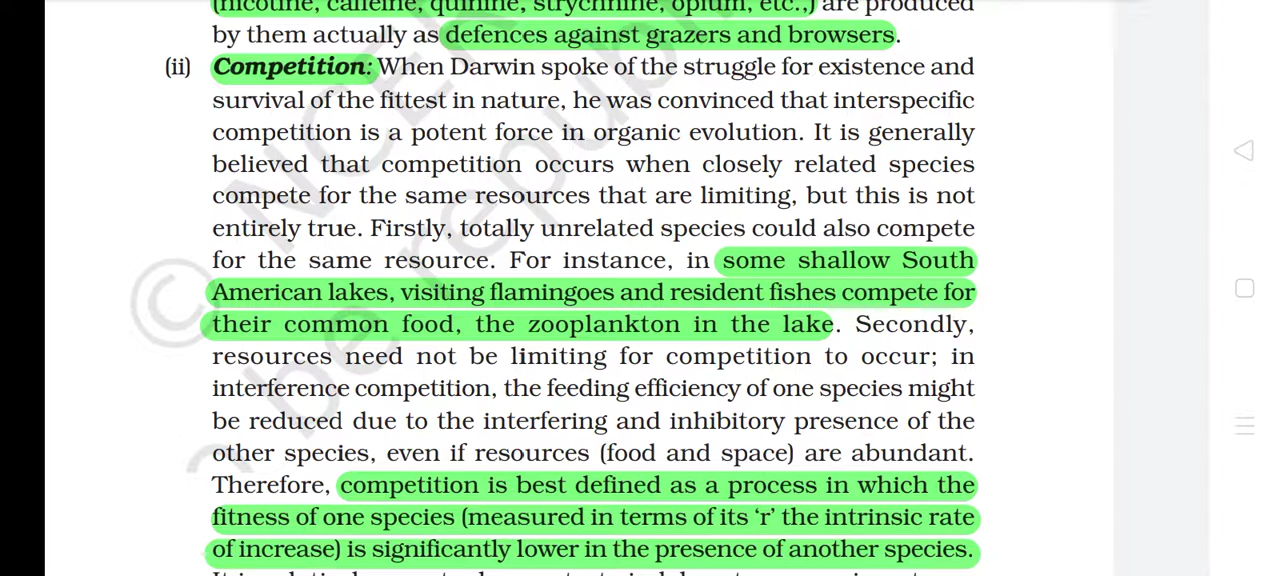 (nicotine, caffeine, quinine, strychnine, opium, etc.,) are produced
by them actually as defences against grazers and browsers.
(ii) Competition: When Darwin spoke of the struggle for existence and
survival of the fittest in nature, he was convinced that interspecific
competition is a potent force in organic evolution. It is generally
believed that competition occurs when closely related species
compete for the same resources that are limiting, but this is not
entirely true. Firstly, totally unrelated species could also compete
for the same resource. For instance, in some shallow South
American lakes, visiting flamingoes and resident fishes compete for
their common food, the zooplankton in the lake. Secondly,
resources need not be limiting for competition to occur; in
interference competition, the feeding efficiency of one species might
be reduced due to the interfering and inhibitory presence of the
other species, even if resources (food and space) are abundant.
Therefore, competition is best defined as a process in which the
fitness of one species (measured in terms of its ‘r’ the intrinsic rate
of increase) is significantly lower in the presence of another species.